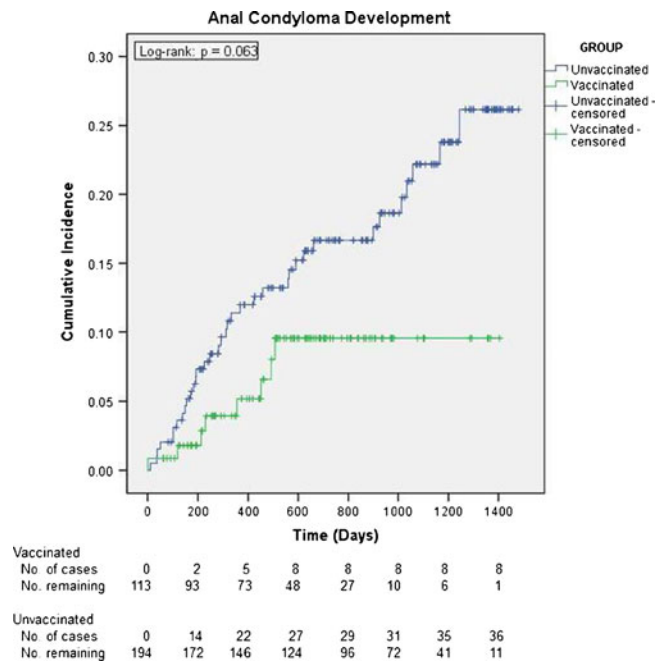 Anal Condyloma Development
Log-rank: p = 0.063
GROUP
Unvaccinated
Vaccinated
Unvaccinated -
censored
Vaccinated -
censored
Cumulative Incidence
0.30
0.25
0.20
0.15
0.10
0.05
0.00
0 200 400 600 800 1000 1200 1400
Time (Days)
Vaccinated
No. of cases 0 2 5 8 8 8 8 8
No. remaining 113 93 73 48 27 10 6 1
Unvaccinated
No. of cases 0 14 22 27 29 31 35 36
No. remaining 194 172 146 124 96 72 41 11